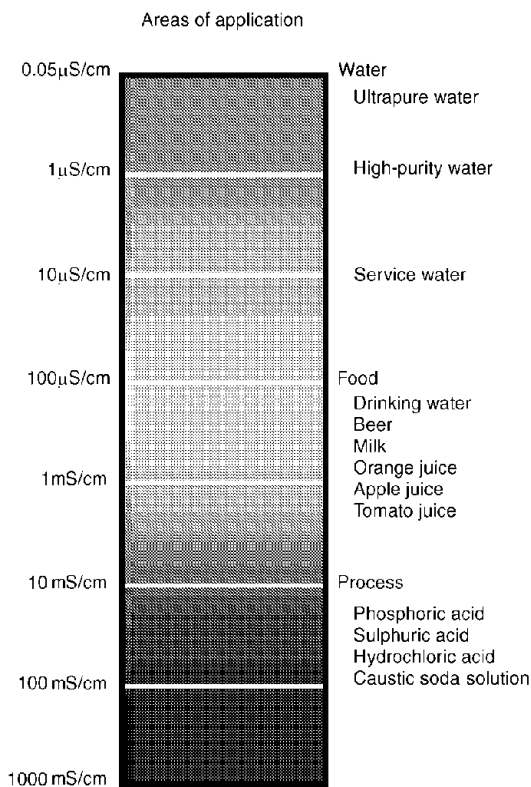 Areas of application
0.05µS/cm
Water
Ultrapure water
1µS/cm
High-purity water
10µS/cm
Service water
100µS/cm
Food
Drinking water
Beer
Milk
Orange juice
1mS/cm
Apple juice
Tomato juice
10 mS/cm
Process
Phosphoric acid
Sulphuric acid
Hydrochloric acid
100 mS/cm
Caustic soda solution
1000 mS/cm